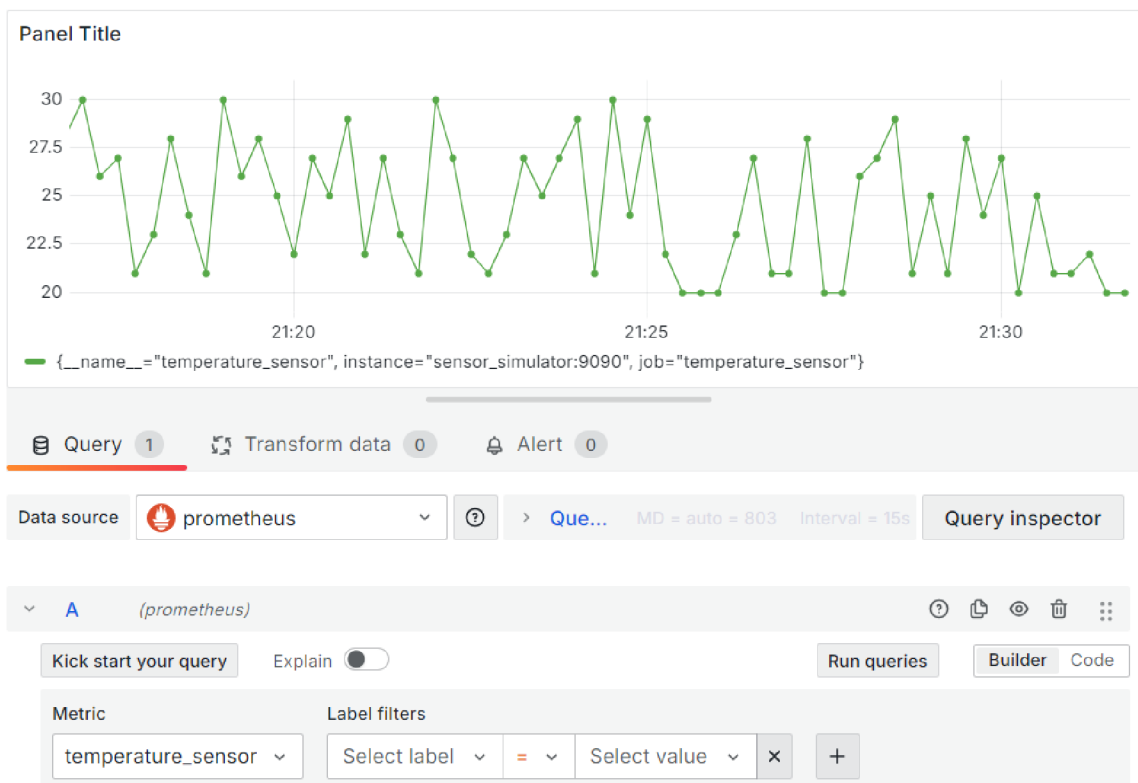 Panel Title
30
27.5
25
22.5
20
21:20 21:25 21:30
{__name__="temperature_sensor", instance="sensor_simulator:9090", job="temperature_sensor"}
Query 1 Transform data 0 Alert 0
Data source prometheus Que... MD = auto = 803 Interval = 15s Query inspector
A (prometheus)
Kick start your query Explain Run queries Builder Code
Metric Label filters
temperature_sensor Select label = Select value